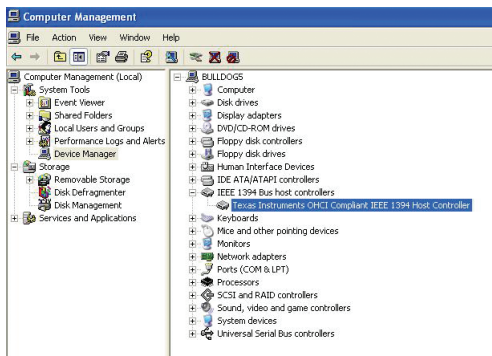 Computer Management
File Action View Window Help
Computer Management (Local)
System Tools
Event Viewer
Shared Folders
Local Users and Groups
Performance Logs and Alerts
Device Manager
Storage
Removable Storage
Disk Defragmenter
Disk Management
Services and Applications
BULLDOG5
Computer
Disk drives
Display adapters
DVD/CD-ROM drives
Floppy disk controllers
Floppy disk drives
Human Interface Devices
IDE ATA/ATAPI controllers
IEEE 1394 Bus host controllers
Texas Instruments OHCI Compliant IEEE 1394 Host Controller
Keyboards
Mice and other pointing devices
Monitors
Network adapters
Ports (COM & LPT)
Processors
SCSI and RAID controllers
Sound, video and game controllers
System devices
Universal Serial Bus controllers